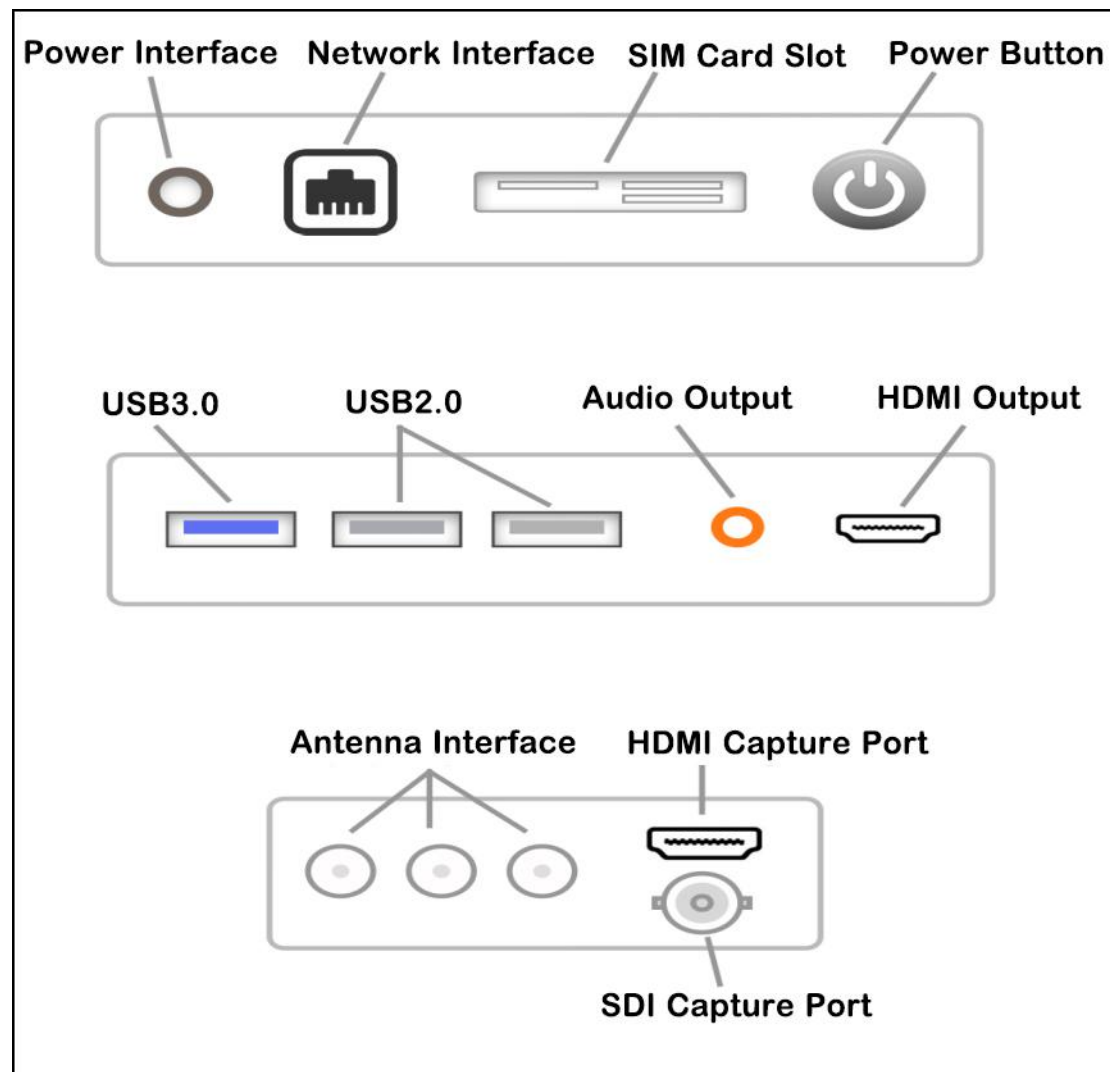 Power Interface
Network Interface
SIM Card Slot
Power Button
USB3.0
USB2.0
Audio Output
HDMI Output
Antenna Interface
HDMI Capture Port
SDI Capture Port